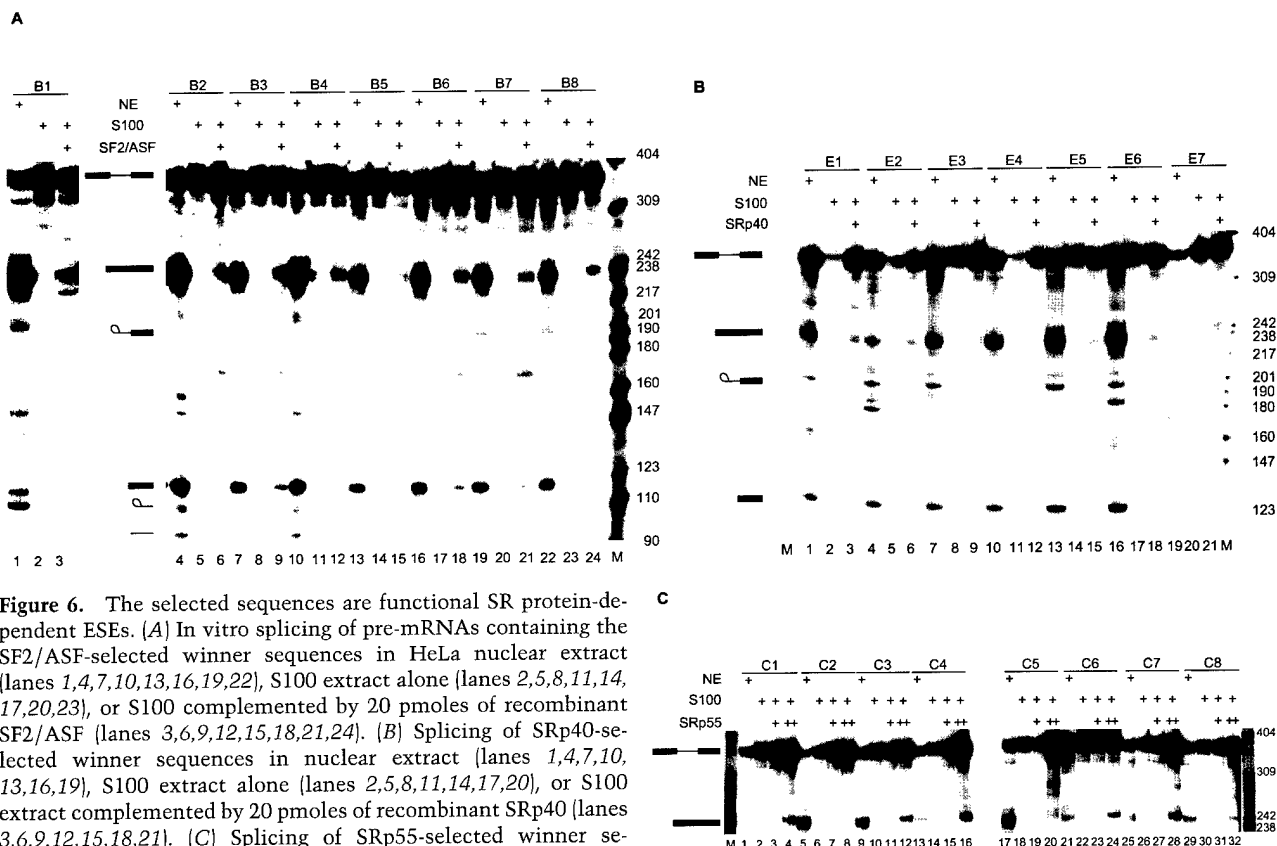 A
B1
B2 B3 B4 B5 B6 B7 B8
NE + + + + + + + +
S100 + + + + + + + + + + + + + + + +
SF2/ASF + + + + + + + +
404
309
242
238
217
201
190
180
160
147
123
110
90
1 2 3 4 5 6 7 8 9 10 11 12 13 14 15 16 17 18 19 20 21 22 23 24 M
B
E1 E2 E3 E4 E5 E6 E7
NE + + + + + + +
S100 + + + + + + + + + + + + + +
SRp40 + + + + + + +
404
309
242
238
217
201
190
180
160
147
123
M 1 2 3 4 5 6 7 8 9 10 11 12 13 14 15 16 17 18 19 20 21 M
Figure 6. The selected sequences are functional SR protein-de-
pendent ESEs. (A) In vitro splicing of pre-mRNAs containing the
SF2/ASF-selected winner sequences in HeLa nuclear extract
(lanes 1,4,7,10,13,16,19,22), S100 extract alone (lanes 2,5,8,11,14,
17,20,23), or S100 complemented by 20 pmoles of recombinant
SF2/ASF (lanes 3,6,9,12,15,18,21,24). (B) Splicing of SRp40-se-
lected winner sequences in nuclear extract (lanes 1,4,7,10,
13,16,19), S100 extract alone (lanes 2,5,8,11,14,17,20), or S100
extract complemented by 20 pmoles of recombinant SRp40 (lanes
3,6,9,12,15,18,21). (C) Splicing of SRp55-selected winner se-
C
C1 C2 C3 C4 C5 C6 C7 C8
NE + + + + + + + +
S100 + + + + + + + + + + + + + + + + + + + + + + + +
SRp55 + ++ + ++ + ++ + ++ + ++ + ++ + ++ + ++
404
309
242
238
M 1 2 3 4 5 6 7 8 9 10 11 12 13 14 15 16 17 18 19 20 21 22 23 24 25 26 27 28 29 30 31 32